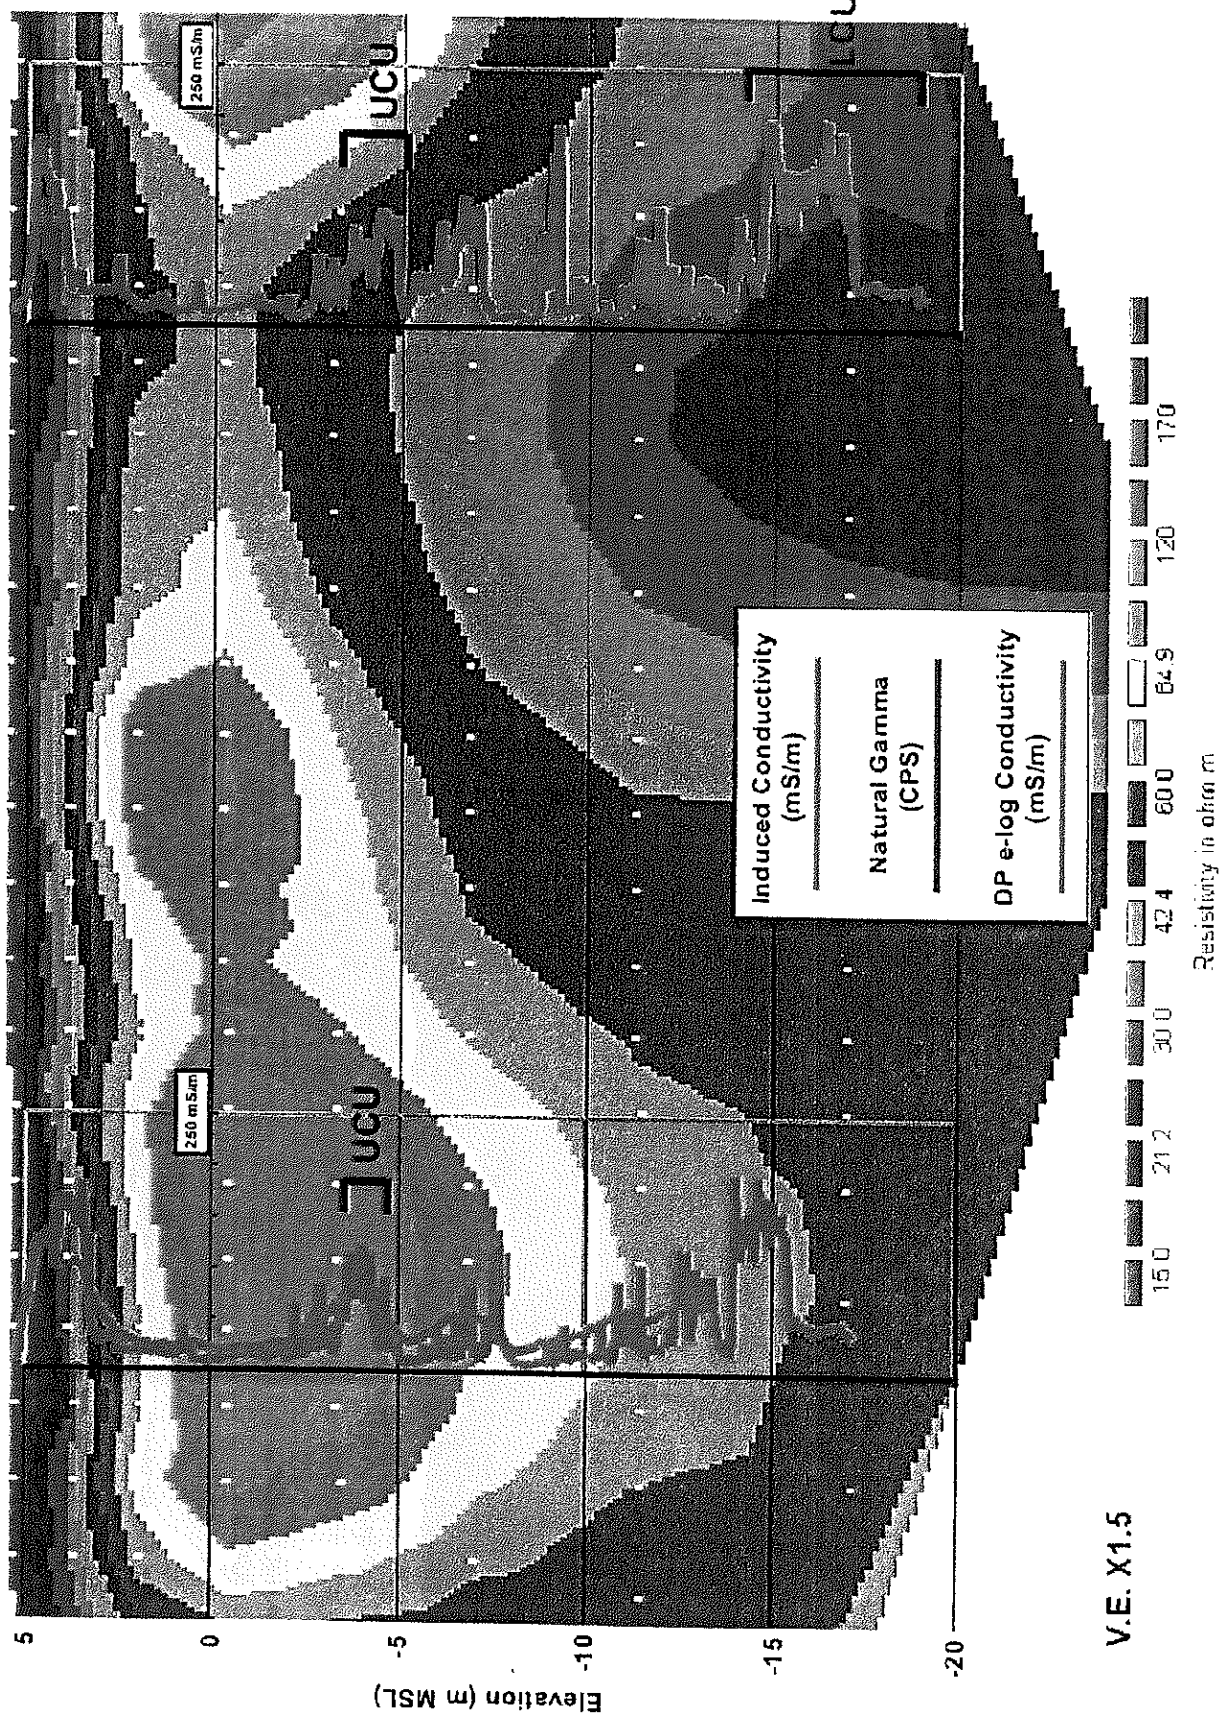 Elevation (m MSL)
5
0
-5
-10
-15
-20
250 mS/m
UCU
250 mS/m
UCU
LCU
Induced Conductivity
(mS/m)
Natural Gamma
(CPS)
DP e-log Conductivity
(mS/m)
V.E. X1.5
15.0 21.2 30.0 42.4 60.0 64.9 120 170
Resistivity in ohm m